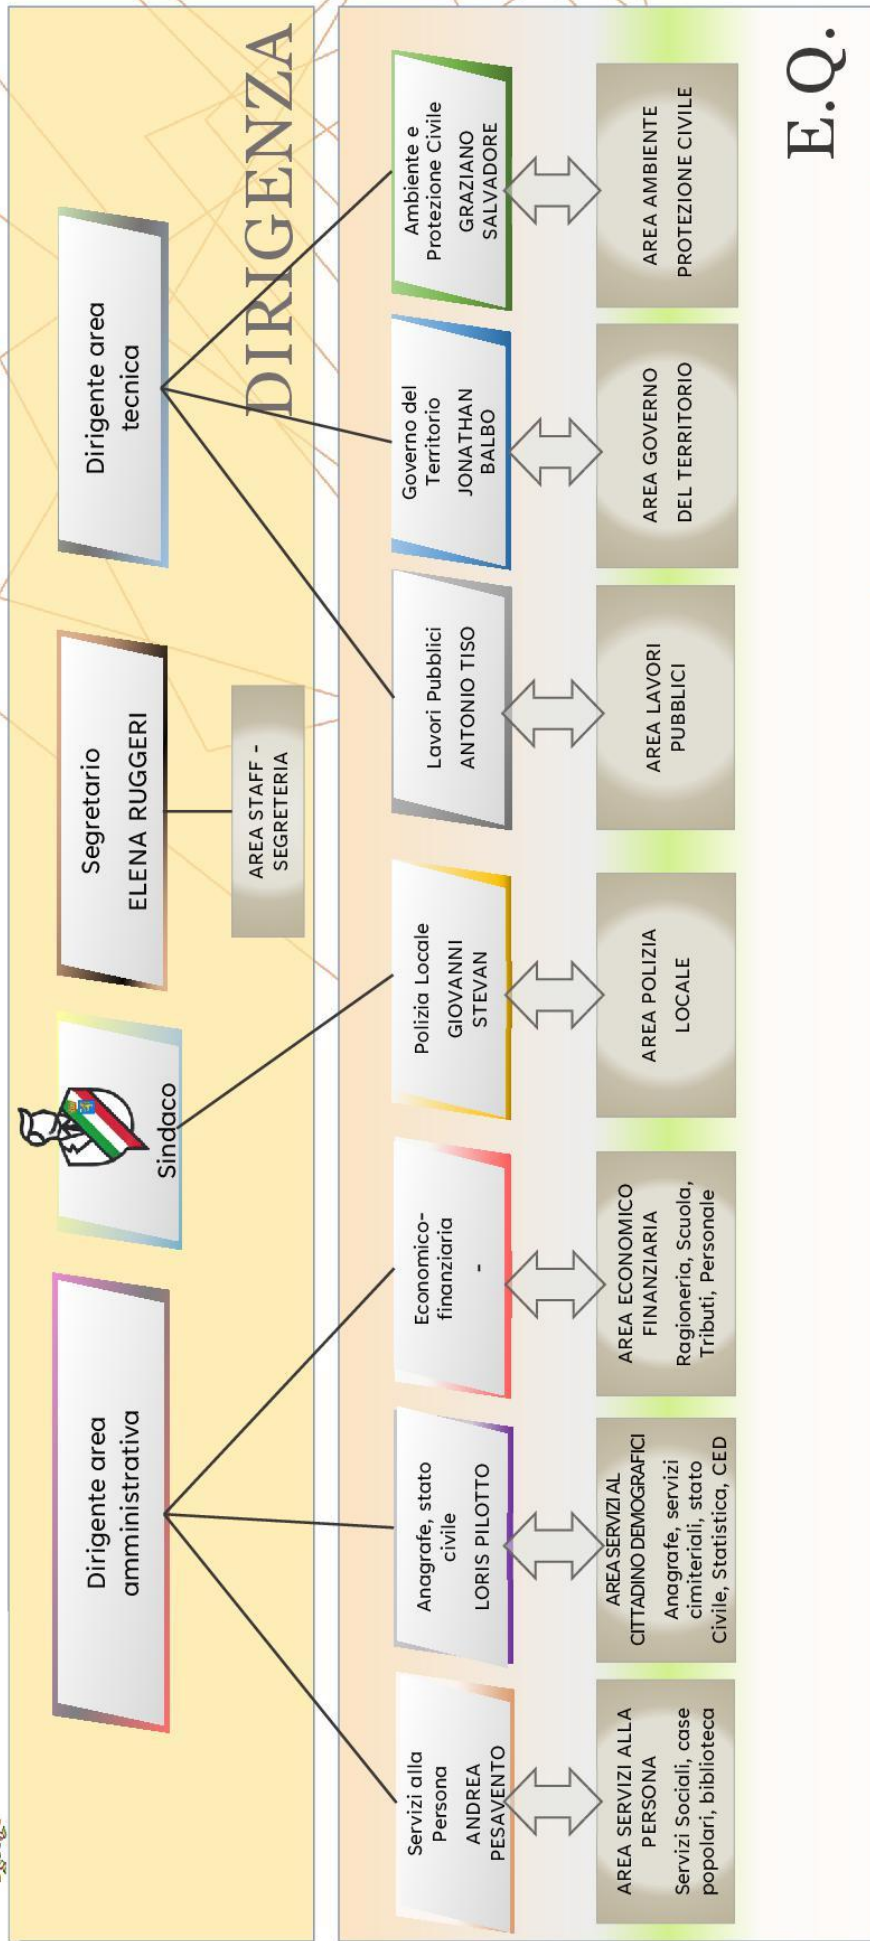 Dirigente area
amministrativa
Sindaco
Segretario
ELENA RUGGERI
Dirigente area
tecnica
AREA STAFF -
SEGRETERIA
DIRIGENZA
Servizi alla
Persona
ANDREA
PESAVENTO
Anagrafe, stato
civile
LORIS PILOTTO
Economico-
finanziaria
-
Polizia Locale
GIOVANNI
STEVAN
Lavori Pubblici
ANTONIO TISO
Governo del
Territorio
JONATHAN
BALBO
Ambiente e
Protezione Civile
GRAZIANO
SALVADORE
AREA SERVIZI ALLA
PERSONA
Servizi Sociali, case
popolari, biblioteca
AREA SERVIZI AL
CITTADINO DEMOGRAFICI
Anagrafe, servizi
cimiteriali, stato
Civile, Statistica, CED
AREA ECONOMICO
FINANZIARIA
Ragioneria, Scuola,
Tributi, Personale
AREA POLIZIA
LOCALE
AREA LAVORI
PUBBLICI
AREA GOVERNO
DEL TERRITORIO
AREA AMBIENTE
PROTEZIONE CIVILE
E.Q.